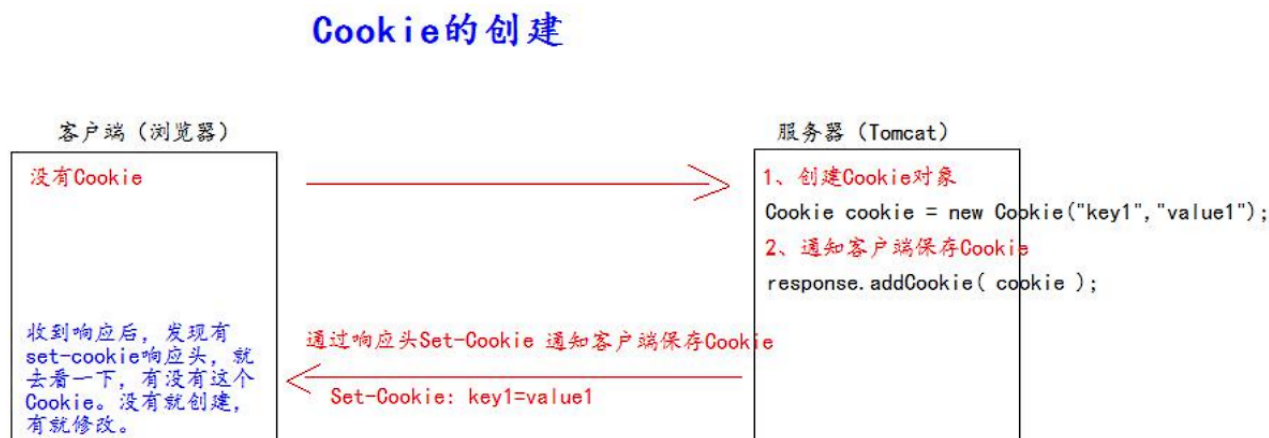 Cookie的创建
客户端（浏览器）
没有Cookie
收到响应后，发现有
set-cookie响应头，就
去看一下，有没有这个
Cookie。没有就创建，
有就修改。
通过响应头Set-Cookie 通知客户端保存Cookie
Set-Cookie: key1=value1
服务器（Tomcat）
1、创建Cookie对象
Cookie cookie = new Cookie("key1","value1");
2、通知客户端保存Cookie
response.addCookie( cookie );